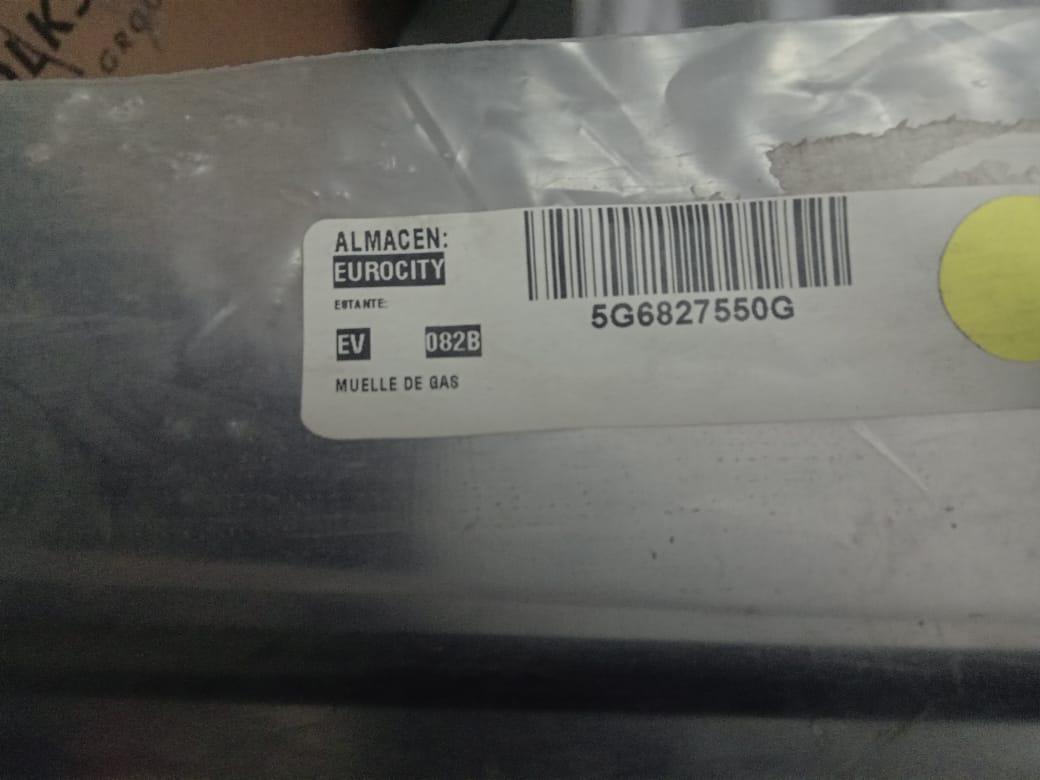 ALMACEN:
EUROCITY
ESTANTE:
EV 082B
MUELLE DE GAS
5G6827550G